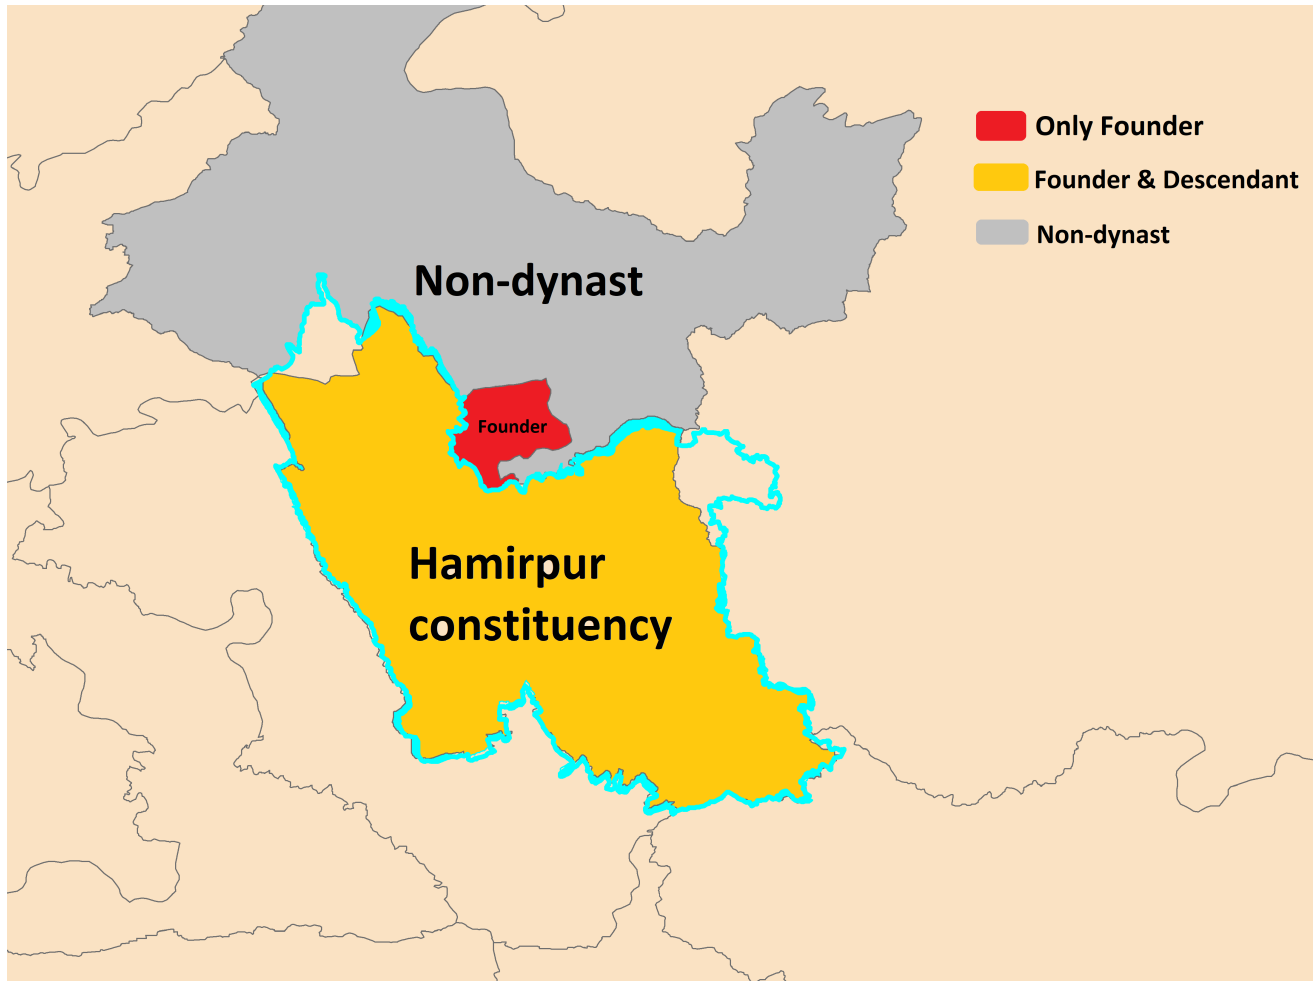 Only Founder
Founder & Descendant
Non-dynast
Non-dynast
Founder
Hamirpur
constituency